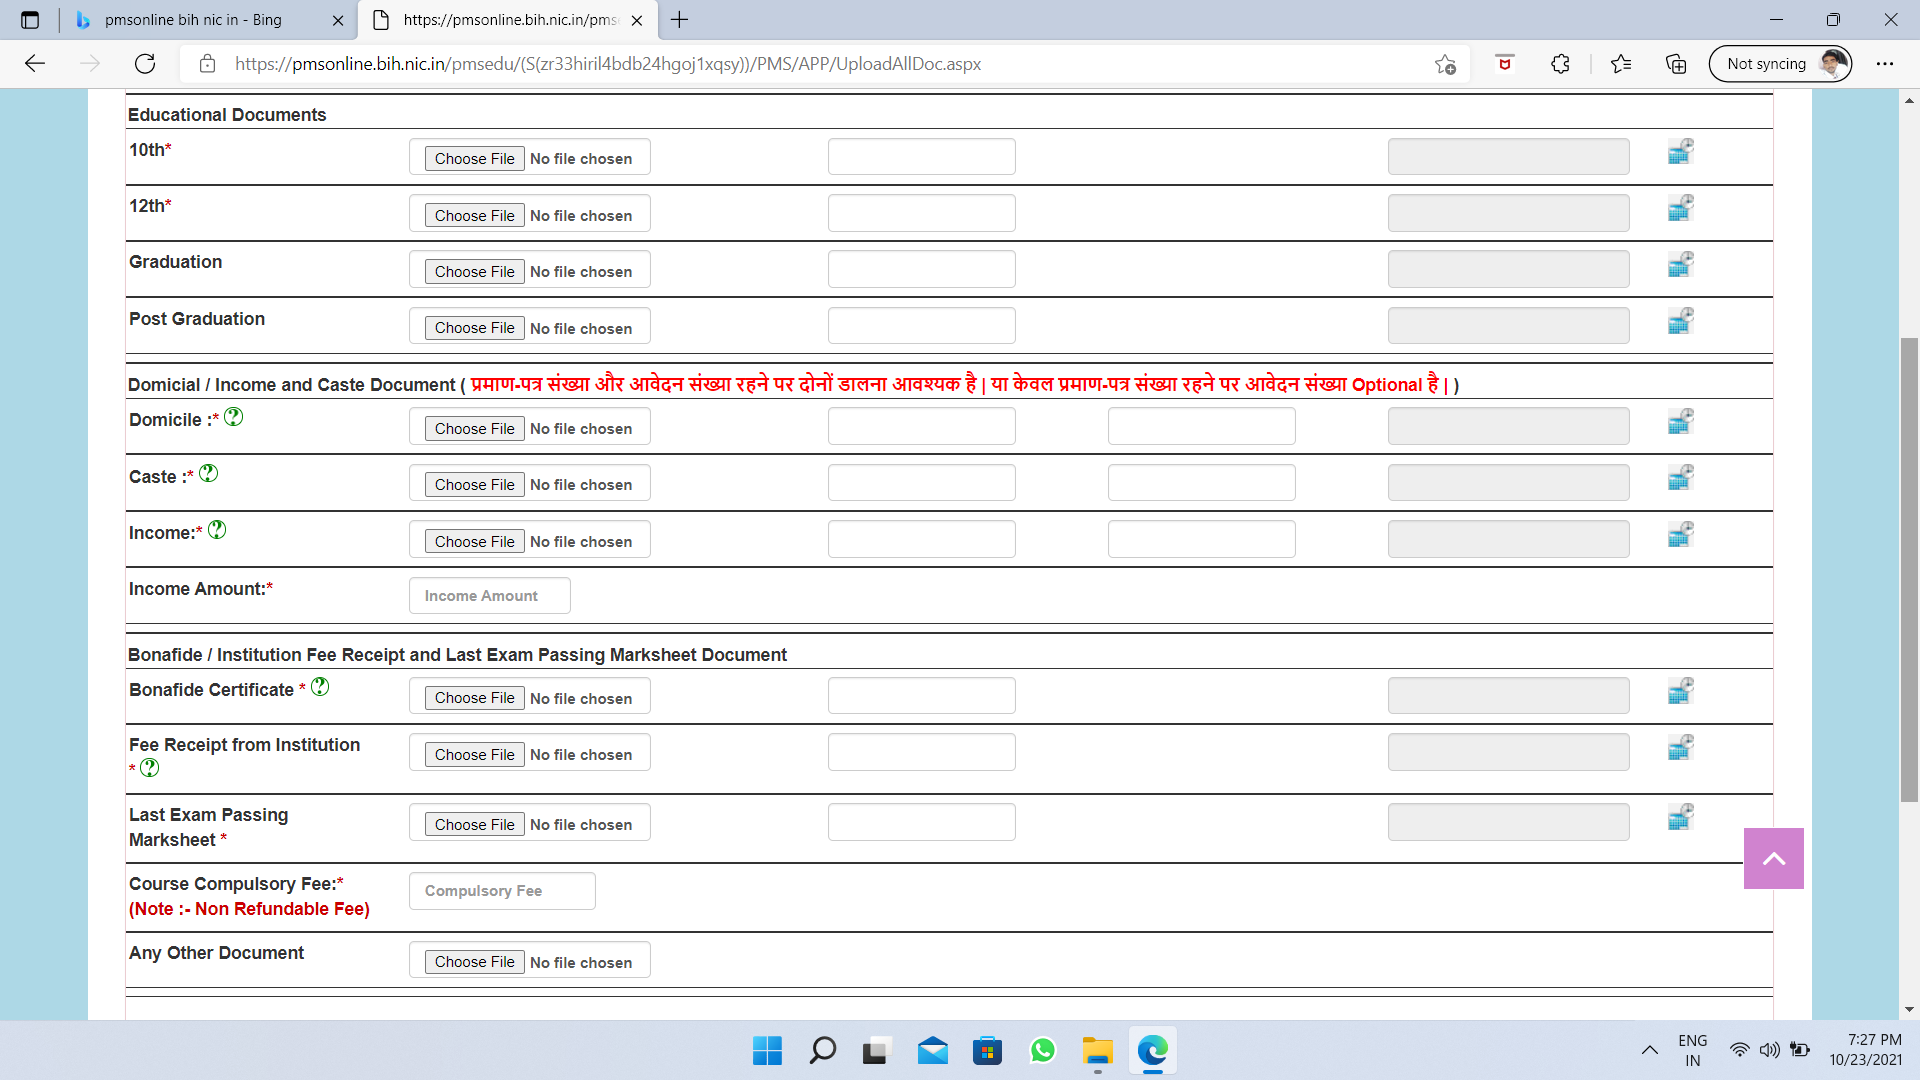 pmsonline bih nic in - Bing
https://pmsonline.bih.nic.in/pms
https://pmsonline.bih.nic.in/pmsedu/(S(zr33hiril4bdb24hgoj1xqsy))/PMS/APP/UploadAllDoc.aspx
Not syncing
Educational Documents
10th* Choose File No file chosen
12th* Choose File No file chosen
Graduation Choose File No file chosen
Post Graduation Choose File No file chosen
Domicial / Income and Caste Document ( प्रमाण-पत्र संख्या और आवेदन संख्या रहने पर दोनों डालना आवश्यक है | या केवल प्रमाण-पत्र संख्या रहने पर आवेदन संख्या Optional है | )
Domicile :* ? Choose File No file chosen
Caste :* ? Choose File No file chosen
Income:* ? Choose File No file chosen
Income Amount:* Income Amount
Bonafide / Institution Fee Receipt and Last Exam Passing Marksheet Document
Bonafide Certificate * ? Choose File No file chosen
Fee Receipt from Institution Choose File No file chosen
* ?
Last Exam Passing Choose File No file chosen
Marksheet *
Course Compulsory Fee:* Compulsory Fee
(Note :- Non Refundable Fee)
Any Other Document Choose File No file chosen
ENG
IN
7:27 PM
10/23/2021